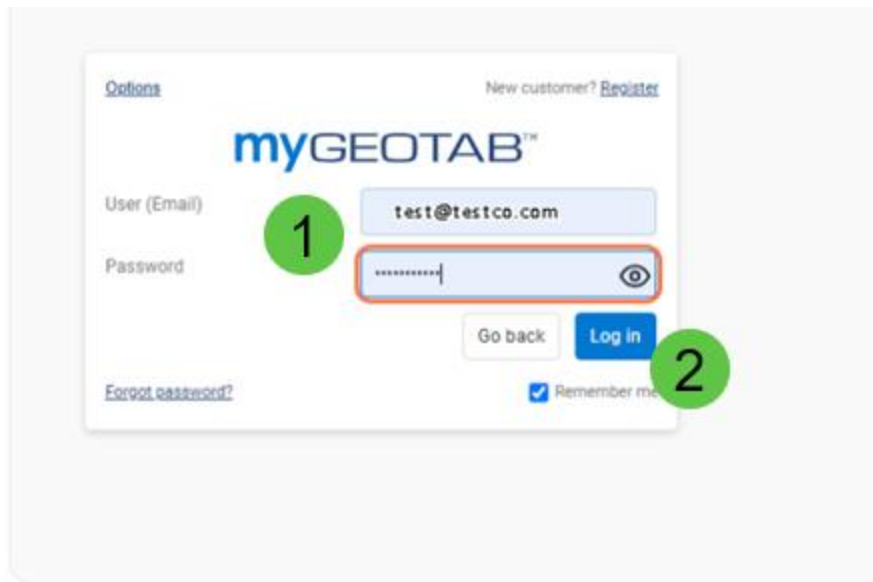 Options New customer? Register
myGEOTAB™
User (Email) test@testco.com
1
Password •••••••••••
Go back Log in
2
Forgot password? Remember me